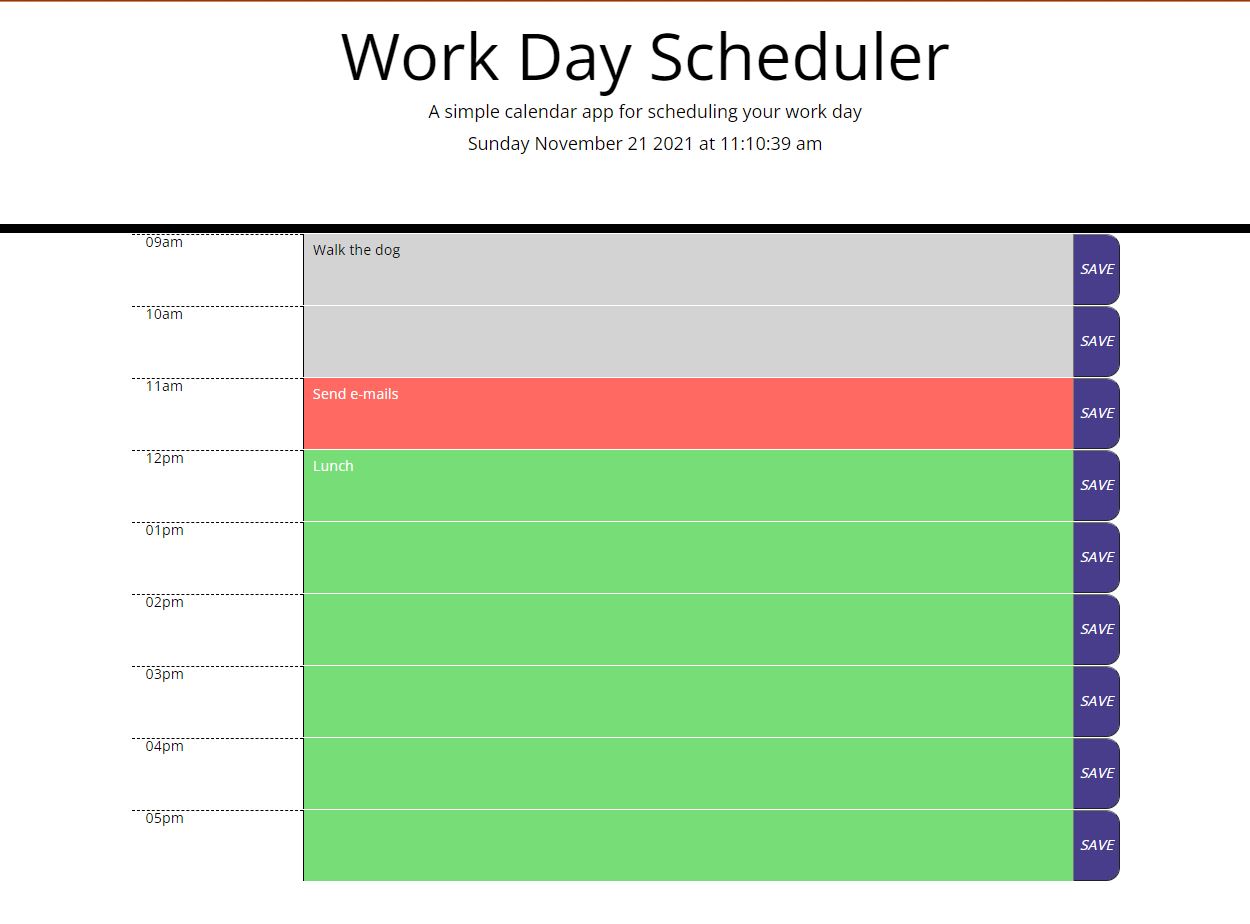 Work Day Scheduler
A simple calendar app for scheduling your work day
Sunday November 21 2021 at 11:10:39 am
09am Walk the dog SAVE
10am SAVE
11am Send e-mails SAVE
12pm Lunch SAVE
01pm SAVE
02pm SAVE
03pm SAVE
04pm SAVE
05pm SAVE